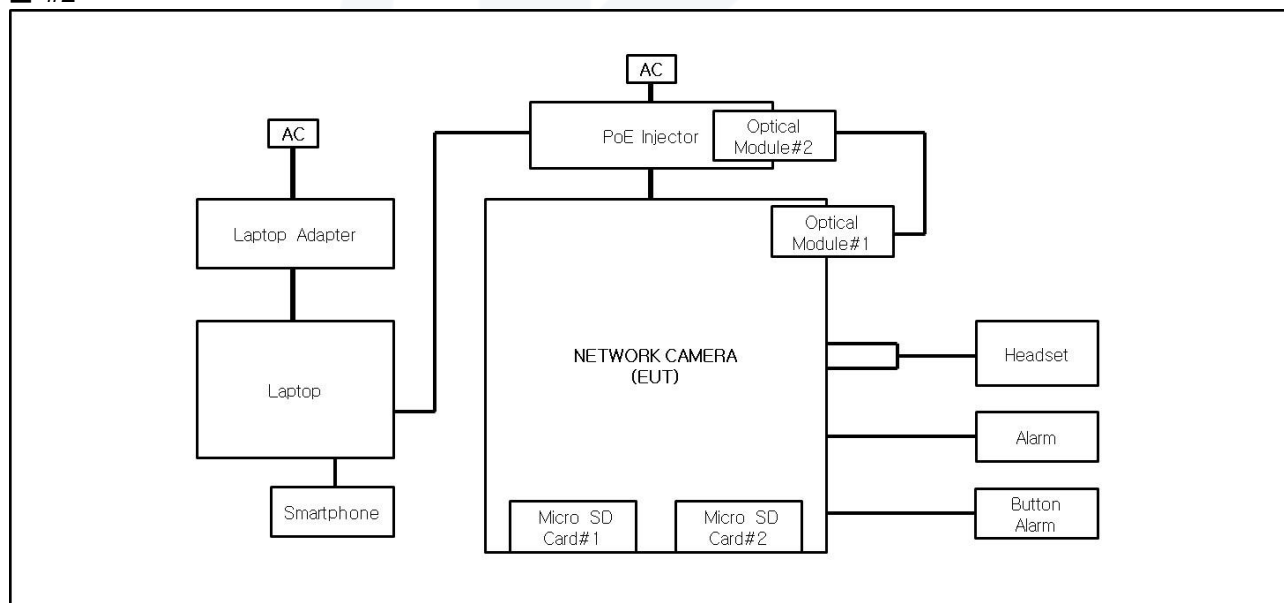 #2
AC
PoE Injector
Optical
Module#2
AC
Laptop Adapter
Optical
Module#1
NETWORK CAMERA
(EUT)
Headset
Laptop
Alarm
Smartphone
Micro SD
Card#1
Micro SD
Card#2
Button
Alarm